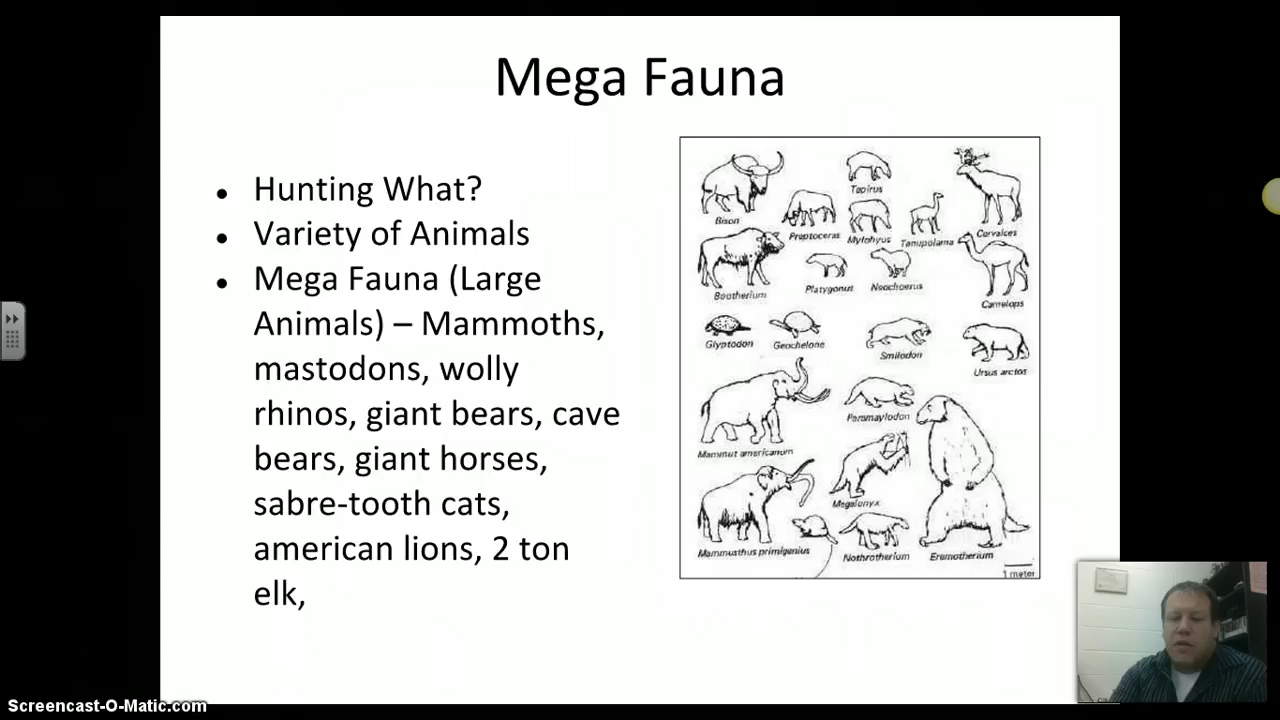 Mega Fauna
● Hunting What?
● Variety of Animals
● Mega Fauna (Large
Animals) – Mammoths,
mastodons, wolly
rhinos, giant bears, cave
bears, giant horses,
sabre-tooth cats,
american lions, 2 ton
elk,
Bison
Tapirus
Preptoceras
Mylohyus
Tanupolama
Cervalces
Bootherium
Platygonus
Neochoerus
Camelops
Glyptodon
Geochelone
Smilodon
Ursus arctos
Mammut americanum
Paramylodon
Megalonyx
Mammuthus primigenius
Nothrotherium
Eremotherium
1 meter
Screencast-O-Matic.com